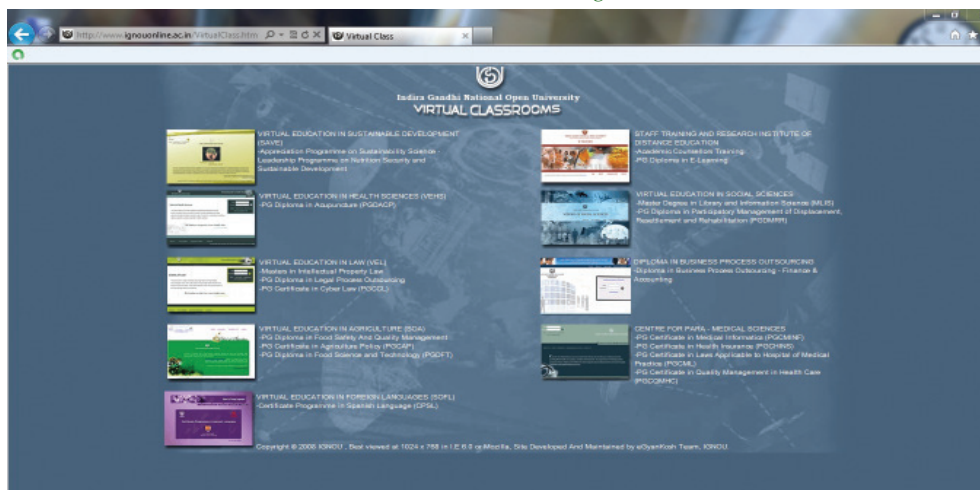 http://www.ignouonline.ac.in/VirtualClass.htm
Virtual Class
Indira Gandhi National Open University
VIRTUAL CLASSROOMS
VIRTUAL EDUCATION IN SUSTAINABLE DEVELOPMENT
(SAVE)
-Appreciation Programme on Sustainability Science -
Leadership Programme on Nutrition Security and
Sustainable Development
VIRTUAL EDUCATION IN HEALTH SCIENCES (VEHS)
-PG Diploma in Acupuncture (PGDACP)
VIRTUAL EDUCATION IN LAW (VEL)
-Masters in Intellectual Property Law
-PG Diploma in Legal Process Outsourcing
-PG Certificate in Cyber Law (PGCCL)
VIRTUAL EDUCATION IN AGRICULTURE (SOA)
-PG Diploma in Food Safety And Quality Management
-PG Certificate in Agriculture Policy (PGCAP)
-PG Diploma in Food Science and Technology (PGDFT)
VIRTUAL EDUCATION IN FOREIGN LANGUAGES (SOFL)
-Certificate Programme in Spanish Language (CPSL)
STAFF TRAINING AND RESEARCH INSTITUTE OF
DISTANCE EDUCATION
-Academic Counsellors Training
-PG Diploma in E-Learning
VIRTUAL EDUCATION IN SOCIAL SCIENCES
-Master Degree in Library and Information Science (MLIS)
-PG Diploma in Participatory Management of Displacement,
Resettlement and Rehabilitation (PGDMRR)
DIPLOMA IN BUSINESS PROCESS OUTSOURCING
-Diploma in Business Process Outsourcing - Finance &
Accounting
CENTRE FOR PARA - MEDICAL SCIENCES
-PG Certificate in Medical Informatics (PGCMINF)
-PG Certificate in Health Insurance (PGCHINS)
-PG Certificate in Laws Applicable to Hospital of Medical
Practice (PGCML)
-PG Certificate in Quality Management in Health Care
(PGCQMHC)
Copyright © 2008 IGNOU , Best viewed at 1024 x 768 in I.E 6.0 or Mozilla, Site Developed And Maintained by eGyanKosh Team, IGNOU.